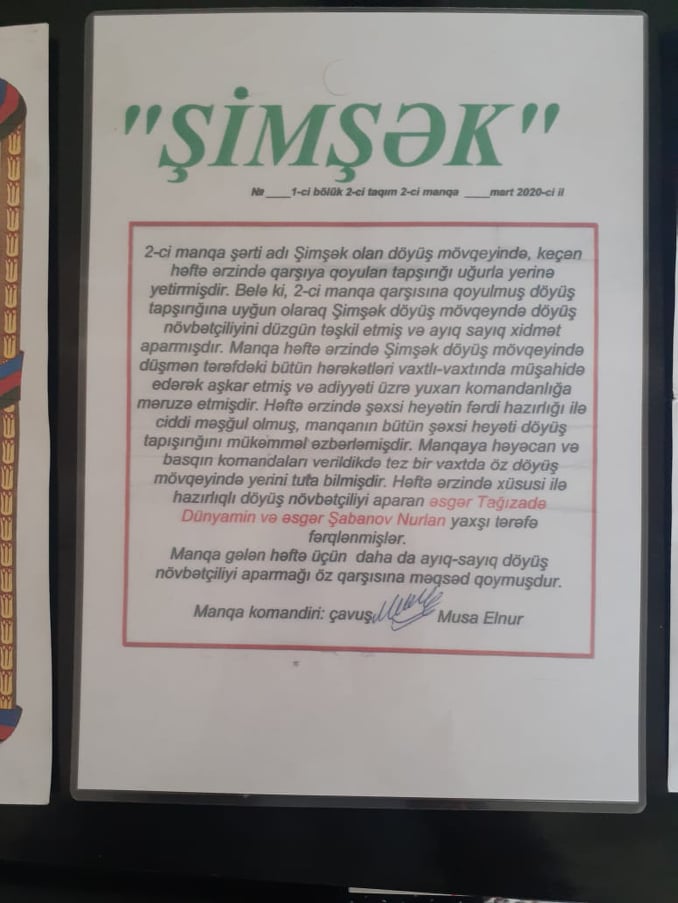 "ŞİMŞƏK"
№ ____1-ci bölük 2-ci taqım 2-ci manqa ____mart 2020-ci il
2-ci manqa şərti adı Şimşək olan döyüş mövqeyində, keçən
həftə ərzində qarşıya qoyulan tapşırığı uğurla yerinə
yetirmişdir. Belə ki, 2-ci manqa qarşısına qoyulmuş döyüş
tapşırığına uyğun olaraq Şimşək döyüş mövqeyndə döyüş
növbətçiliyini düzgün təşkil etmiş və ayıq sayıq xidmət
aparmışdır. Manqa həftə ərzində Şimşək döyüş mövqeyində
düşmən tərəfdəki bütün hərəkətləri vaxtlı-vaxtında müşahidə
edərək aşkar etmiş və adiyyəti üzrə yuxarı komandanlığa
məruzə etmişdir. Həftə ərzində şəxsi heyətin fərdi hazırlığı ilə
ciddi məşğul olmuş, manqanın bütün şəxsi heyəti döyüş
tapışırığını mükəmməl əzbərləmişdir. Manqaya həyəcan və
basqın komandaları verildikdə tez bir vaxtda öz döyüş
mövqeyində yerini tuta bilmişdir. Həftə ərzində xüsusi ilə
hazırlıqlı döyüş növbətçiliyi aparan əsgər Tağızadə
Dünyamin və əsgər Şabanov Nurlan yaxşı tərəfə
fərqlənmişlər.
Manqa gələn həftə üçün daha da ayıq-sayıq döyüş
növbətçiliyi aparmağı öz qarşısına məqsəd qoymuşdur.
Manqa komandiri: çavuş Musa Elnur